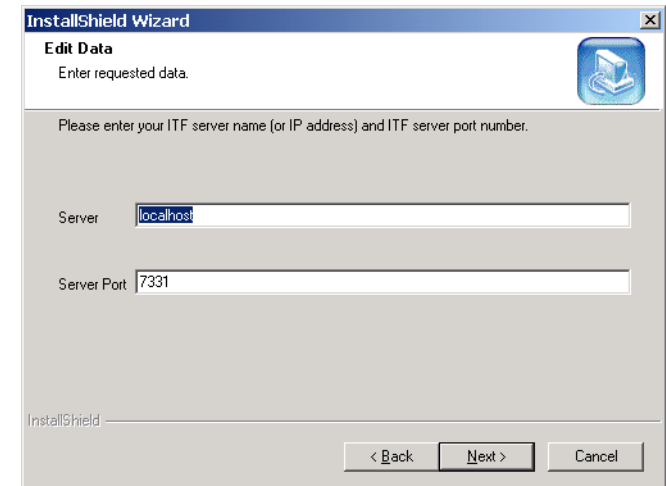 InstallShield Wizard
Edit Data
Enter requested data.
Please enter your ITF server name (or IP address) and ITF server port number.
Server localhost
Server Port 7331
InstallShield
< Back Next > Cancel